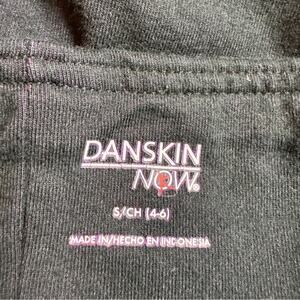 DANSKIN
NOW®
S/CH (4-6)
MADE IN/HECHO EN INDONESIA